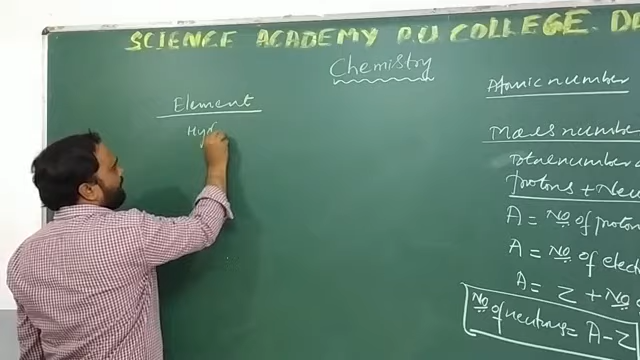 SCIENCE ACADEMY P.U COLLEGE. D
Chemistry
Element
Hyd
Atomic number
Mass number
Total number
protons + Neu
A = No of proton
A = No of elect
A = Z + No
No of neutrons = A - Z